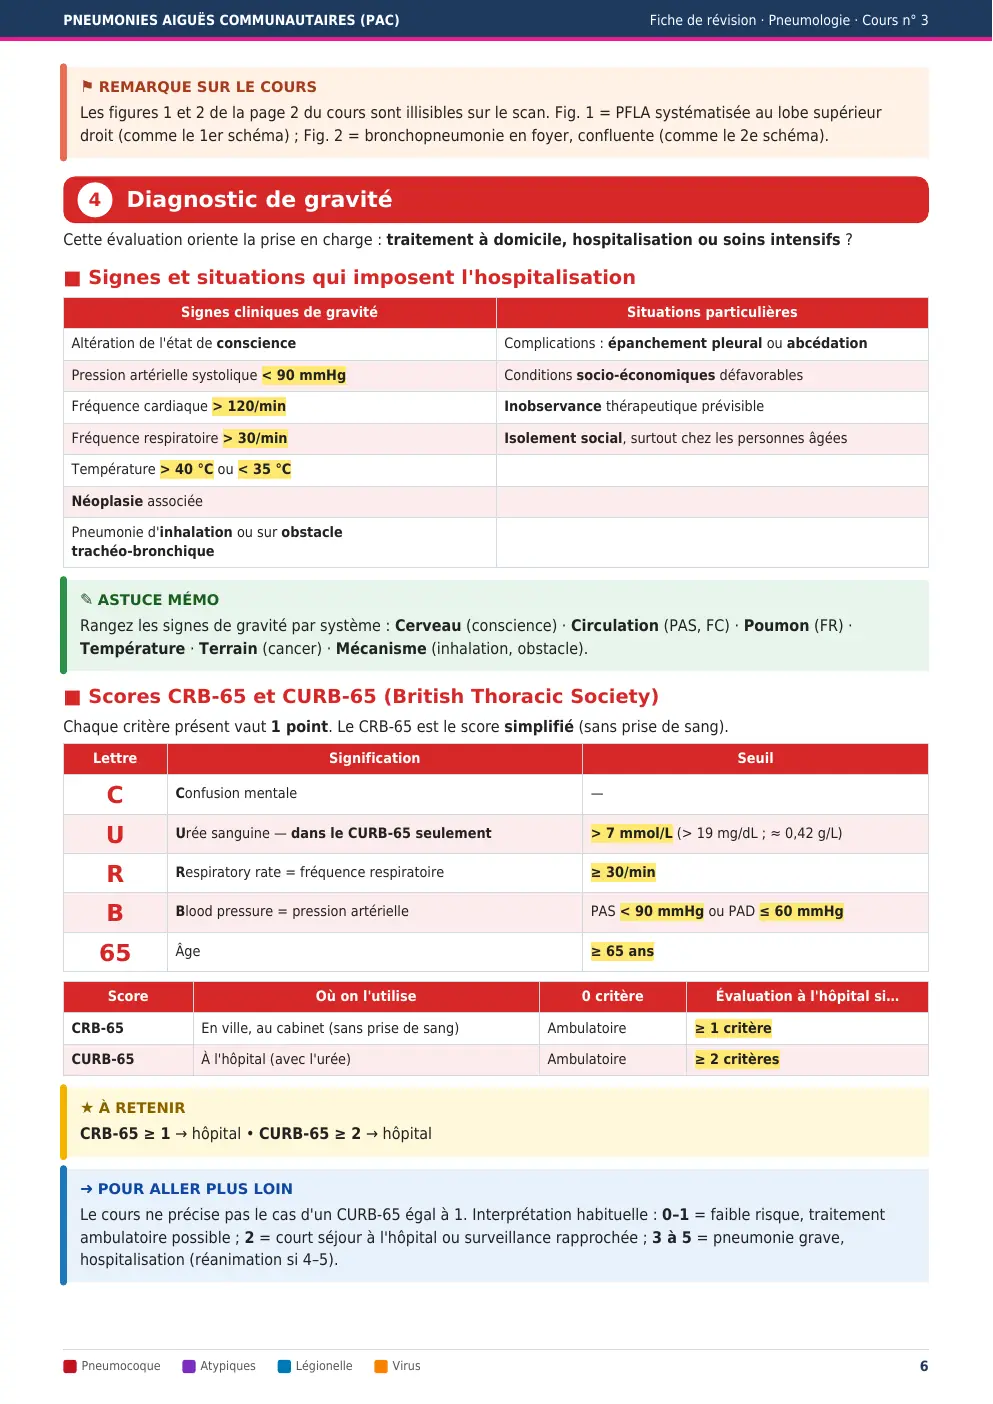 PNEUMONIES AIGUËS COMMUNAUTAIRES (PAC)
Fiche de révision · Pneumologie · Cours n° 3
⚑ REMARQUE SUR LE COURS
Les figures 1 et 2 de la page 2 du cours sont illisibles sur le scan. Fig. 1 = PFLA systématisée au lobe supérieur
droit (comme le 1er schéma) ; Fig. 2 = bronchopneumonie en foyer, confluente (comme le 2e schéma).
4 Diagnostic de gravité
Cette évaluation oriente la prise en charge : traitement à domicile, hospitalisation ou soins intensifs ?
■ Signes et situations qui imposent l'hospitalisation
Signes cliniques de gravité
Situations particulières
Altération de l'état de conscience
Complications : épanchement pleural ou abcédation
Pression artérielle systolique < 90 mmHg
Conditions socio-économiques défavorables
Fréquence cardiaque > 120/min
Inobservance thérapeutique prévisible
Fréquence respiratoire > 30/min
Isolement social, surtout chez les personnes âgées
Température > 40 °C ou < 35 °C
Néoplasie associée
Pneumonie d'inhalation ou sur obstacle
trachéo-bronchique
✎ ASTUCE MÉMO
Rangez les signes de gravité par système : Cerveau (conscience) · Circulation (PAS, FC) · Poumon (FR) ·
Température · Terrain (cancer) · Mécanisme (inhalation, obstacle).
■ Scores CRB-65 et CURB-65 (British Thoracic Society)
Chaque critère présent vaut 1 point. Le CRB-65 est le score simplifié (sans prise de sang).
Lettre
Signification
Seuil
C
Confusion mentale
—
U
Urée sanguine — dans le CURB-65 seulement
> 7 mmol/L (> 19 mg/dL ; ≈ 0,42 g/L)
R
Respiratory rate = fréquence respiratoire
≥ 30/min
B
Blood pressure = pression artérielle
PAS < 90 mmHg ou PAD ≤ 60 mmHg
65
Âge
≥ 65 ans
Score
Où on l'utilise
0 critère
Évaluation à l'hôpital si...
CRB-65
En ville, au cabinet (sans prise de sang)
Ambulatoire
≥ 1 critère
CURB-65
À l'hôpital (avec l'urée)
Ambulatoire
≥ 2 critères
★ À RETENIR
CRB-65 ≥ 1 → hôpital • CURB-65 ≥ 2 → hôpital
➜ POUR ALLER PLUS LOIN
Le cours ne précise pas le cas d'un CURB-65 égal à 1. Interprétation habituelle : 0–1 = faible risque, traitement
ambulatoire possible ; 2 = court séjour à l'hôpital ou surveillance rapprochée ; 3 à 5 = pneumonie grave,
hospitalisation (réanimation si 4–5).
Pneumocoque
Atypiques
Légionelle
Virus
6